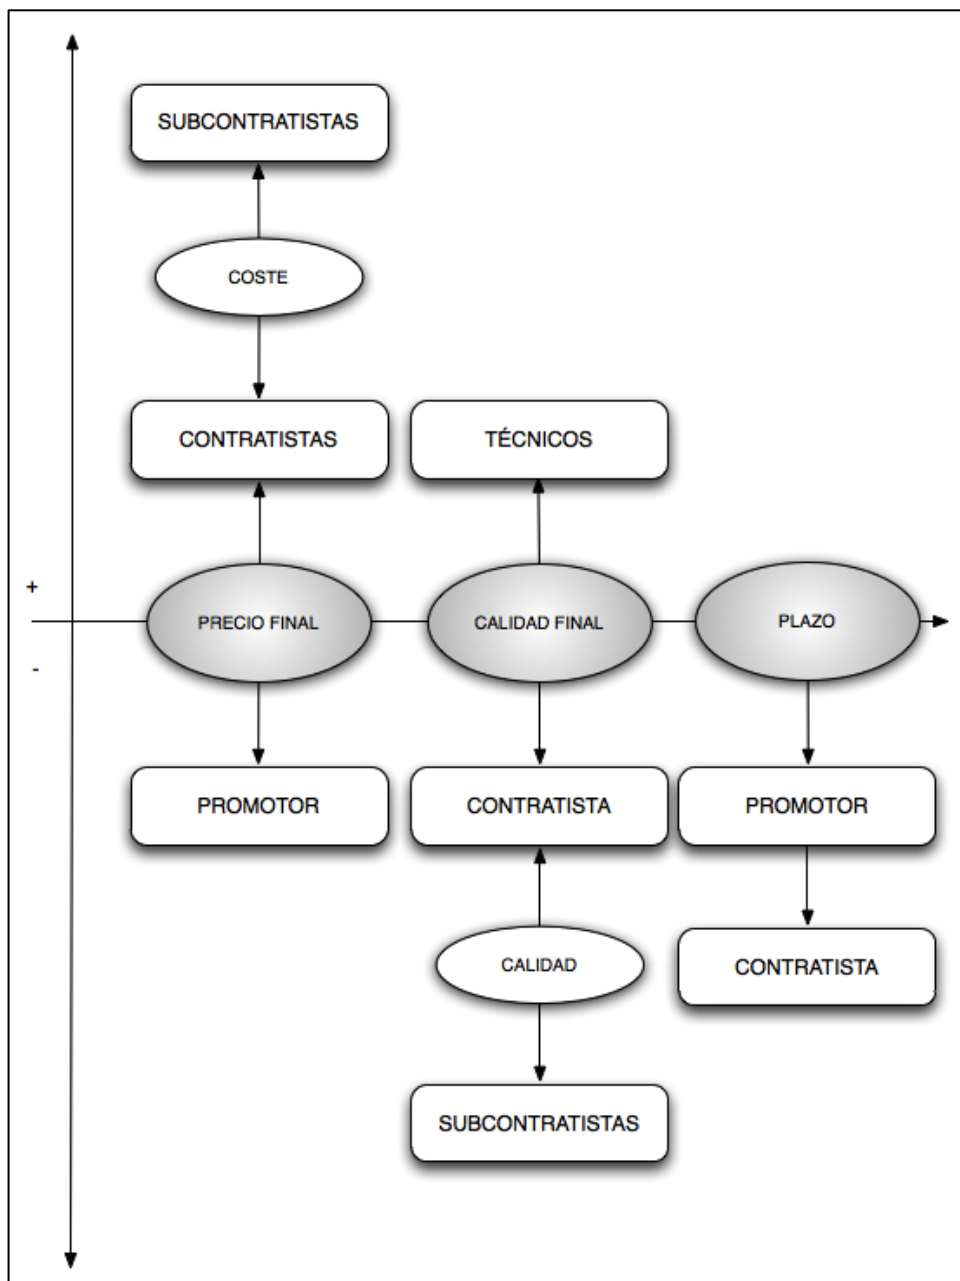 SUBCONTRATISTAS
COSTE
CONTRATISTAS
TÉCNICOS
+
PRECIO FINAL
CALIDAD FINAL
PLAZO
-
PROMOTOR
CONTRATISTA
PROMOTOR
CALIDAD
CONTRATISTA
SUBCONTRATISTAS